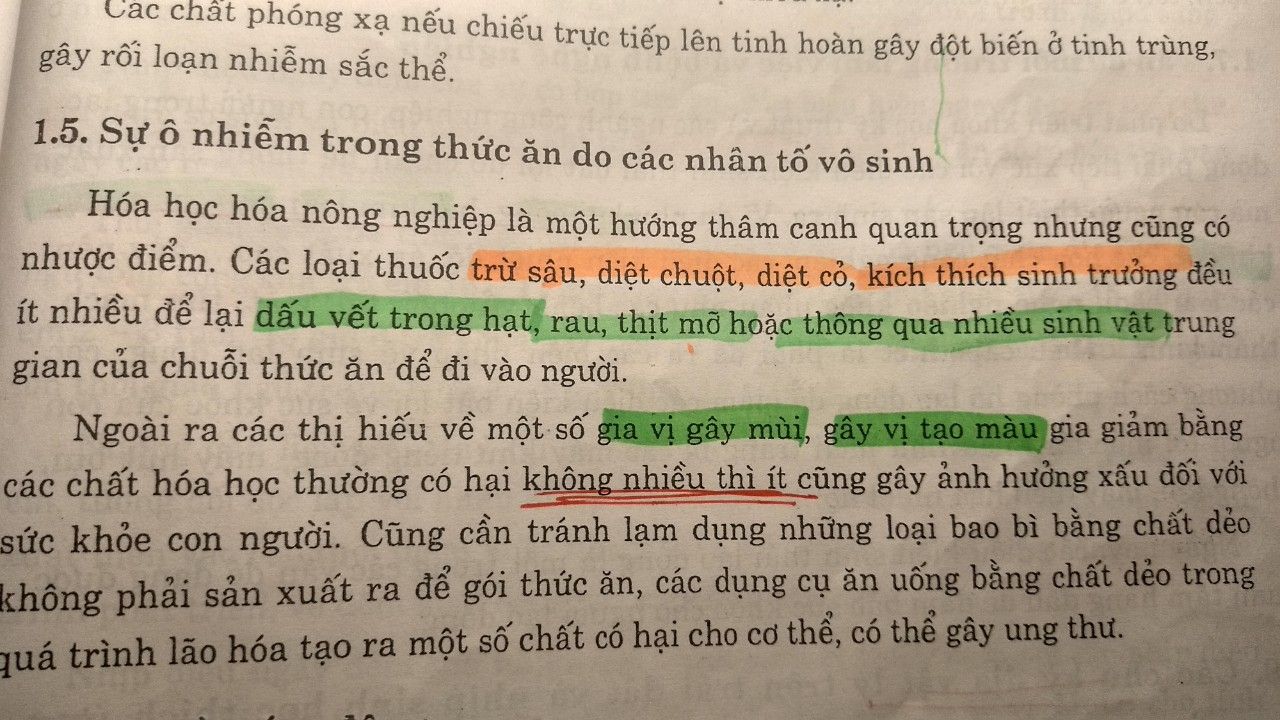 Các chất phóng xạ nếu chiếu trực tiếp lên tinh hoàn gây đột biến ở tinh trùng,
gây rối loạn nhiễm sắc thể.
1.5. Sự ô nhiễm trong thức ăn do các nhân tố vô sinh
Hóa học hóa nông nghiệp là một hướng thâm canh quan trọng nhưng cũng có
nhược điểm. Các loại thuốc trừ sâu, diệt chuột, diệt cỏ, kích thích sinh trưởng đều
ít nhiều để lại dấu vết trong hạt, rau, thịt mỡ hoặc thông qua nhiều sinh vật trung
gian của chuỗi thức ăn để đi vào người.
Ngoài ra các thị hiếu về một số gia vị gây mùi, gây vị tạo màu gia giảm bằng
các chất hóa học thường có hại không nhiều thì ít cũng gây ảnh hưởng xấu đối với
sức khỏe con người. Cũng cần tránh lạm dụng những loại bao bì bằng chất dẻo
không phải sản xuất ra để gói thức ăn, các dụng cụ ăn uống bằng chất dẻo trong
quá trình lão hóa tạo ra một số chất có hại cho cơ thể, có thể gây ung thư.